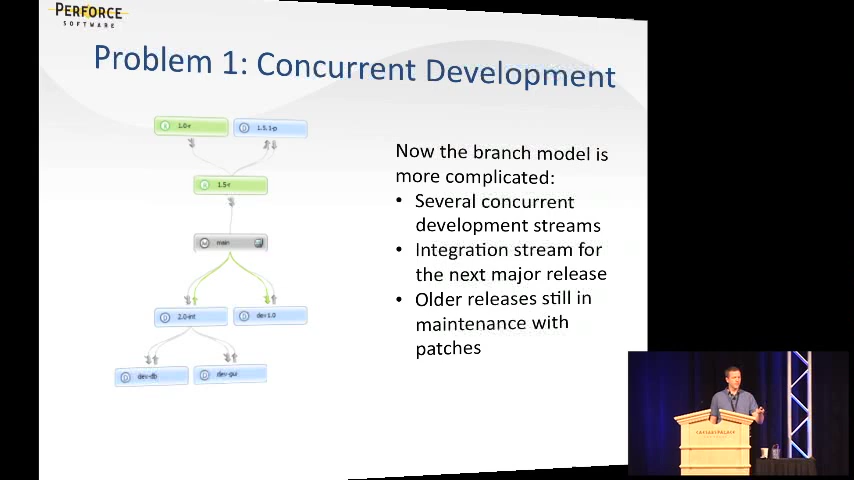 PERFORCE
SOFTWARE
Problem 1: Concurrent Development
1.0-r
1.5.1-p
1.5-r
main
2.0-int
dev1.0
dev-db
dev-gui
Now the branch model is
more complicated:
• Several concurrent
development streams
• Integration stream for
the next major release
• Older releases still in
maintenance with
patches
CAESARS PALACE